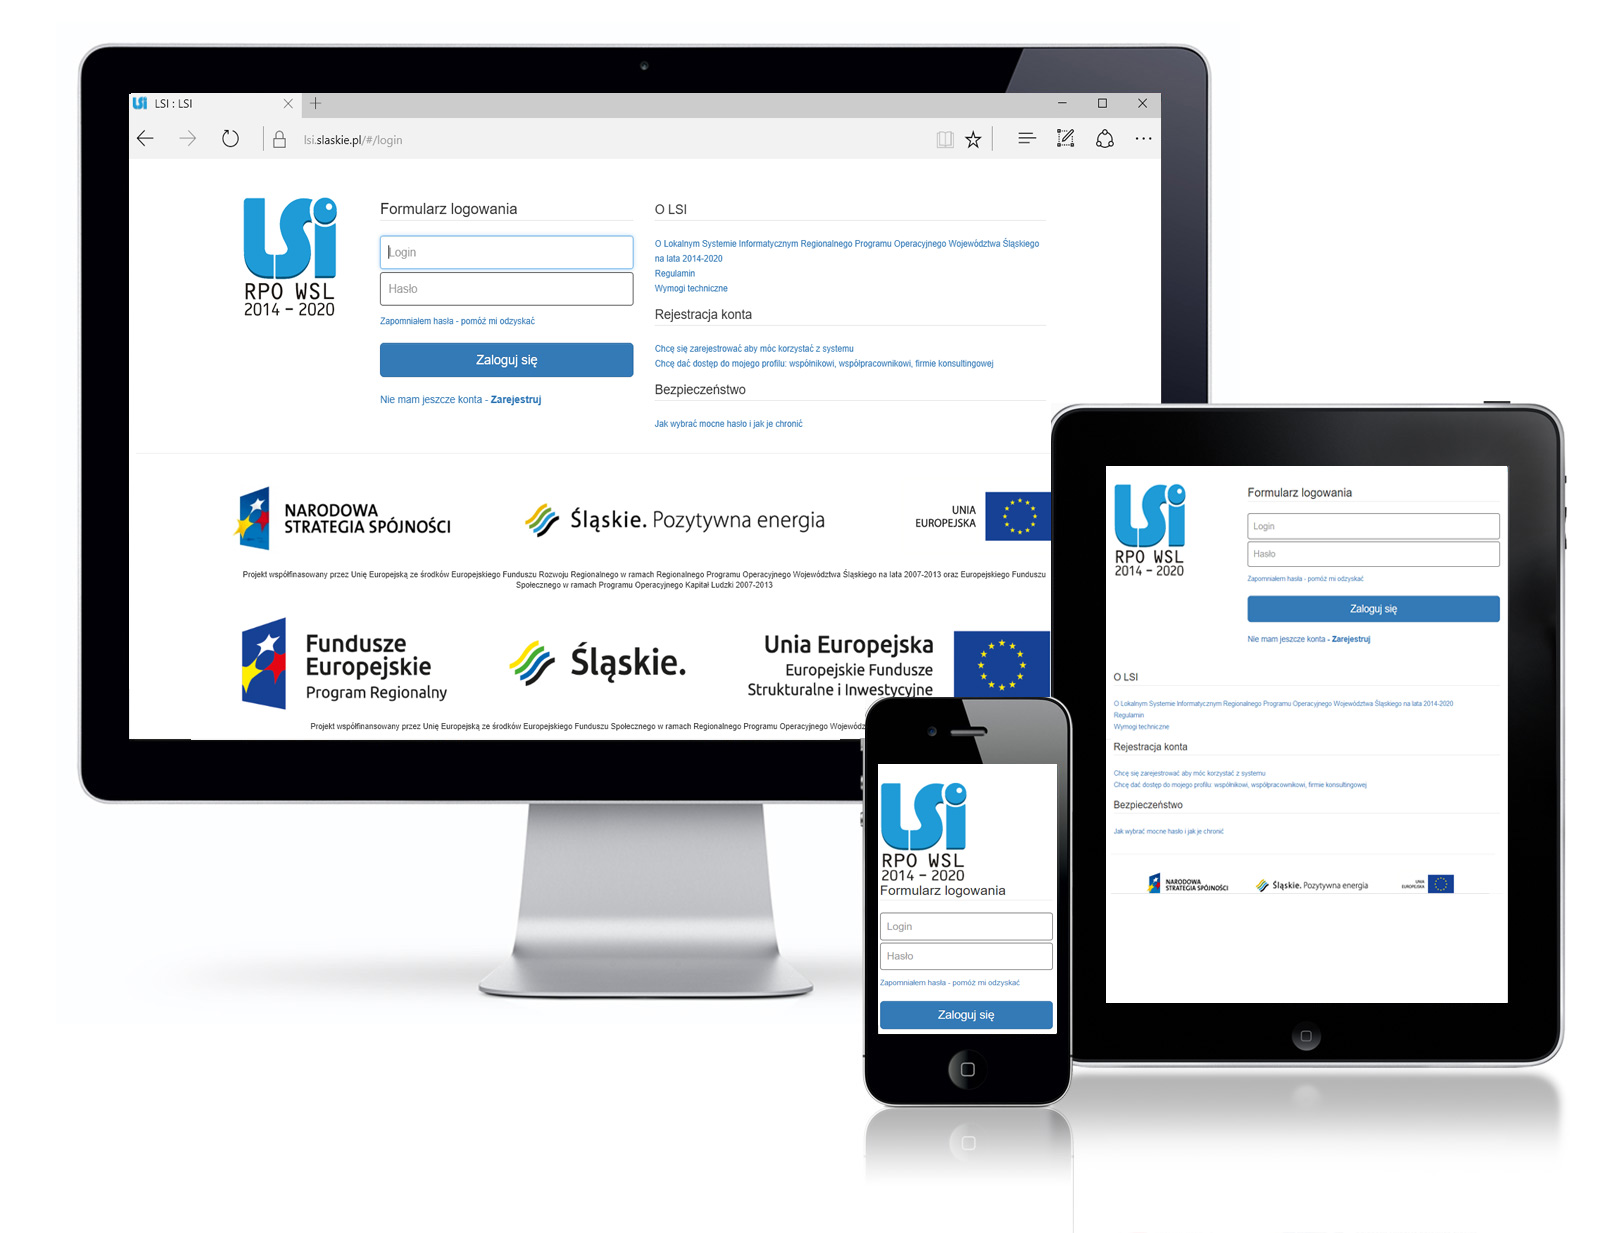 LSI : LSI
lsi.slaskie.pl/#/login
LSI
RPO WSL
2014 - 2020
Formularz logowania
Login
Hasło
Zapomniałem hasła - pomóż mi odzyskać
Zaloguj się
Nie mam jeszcze konta - Zarejestruj
O LSI
O Lokalnym Systemie Informatycznym Regionalnego Programu Operacyjnego Województwa Śląskiego
na lata 2014-2020
Regulamin
Wymogi techniczne
Rejestracja konta
Chcę się zarejestrować aby móc korzystać z systemu
Chcę dać dostęp do mojego profilu: wspólnikowi, współpracownikowi, firmie konsultingowej
Bezpieczeństwo
Jak wybrać mocne hasło i jak je chronić
NARODOWA
STRATEGIA SPÓJNOŚCI
Śląskie. Pozytywna energia
UNIA
EUROPEJSKA
Projekt współfinasowany przez Unię Europejską ze środków Europejskiego Funduszu Rozwoju Regionalnego w ramach Regionalnego Programu Operacyjnego Województwa Śląskiego na lata 2007-2013 oraz Europejskiego Funduszu
Społecznego w ramach Programu Operacyjnego Kapitał Ludzki 2007-2013
Fundusze
Europejskie
Program Regionalny
Śląskie.
Unia Europejska
Europejskie Fundusze
Strukturalne i Inwestycyjne
Projekt współfinansowany przez Unię Europejską ze środków Europejskiego Funduszu Społecznego w ramach Regionalnego Programu Operacyjnego Wojewódz
LSI
RPO WSL
2014 - 2020
Formularz logowania
Login
Hasło
Zapomniałem hasła - pomóż mi odzyskać
Zaloguj się
LSI
RPO WSL
2014 - 2020
Formularz logowania
Login
Hasło
Zapomniałem hasła - pomóż mi odzyskać
Zaloguj się
Nie mam jeszcze konta - Zarejestruj
O LSI
O Lokalnym Systemie Informatycznym Regionalnego Programu Operacyjnego Województwa Śląskiego na lata 2014-2020
Regulamin
Wymogi techniczne
Rejestracja konta
Chcę się zarejestrować aby móc korzystać z systemu
Chcę dać dostęp do mojego profilu: wspólnikowi, współpracownikowi, firmie konsultingowej
Bezpieczeństwo
Jak wybrać mocne hasło i jak je chronić
NARODOWA
STRATEGIA SPÓJNOŚCI
Śląskie. Pozytywna energia
UNIA
EUROPEJSKA